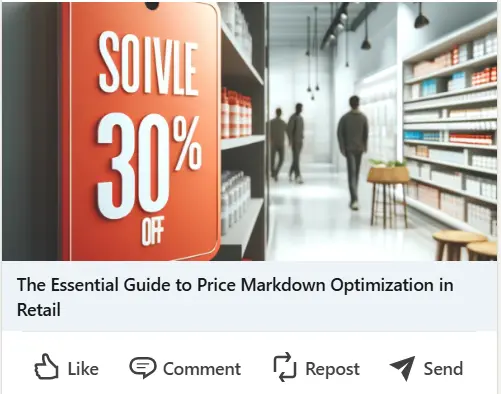 SOIVLE
30%
OFF
The Essential Guide to Price Markdown Optimization in
Retail
Like
Comment
Repost
Send